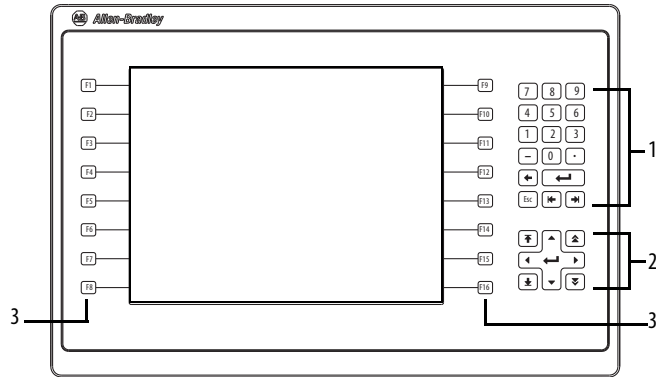 AB Allen-Bradley
F1 F9 7 8 9
F2 F10 4 5 6
F3 F11 1 2 3
F4 F12 - 0 .
F5 F13 Esc
F6 F14
F7 F15
F8 F16
1
2
3 3